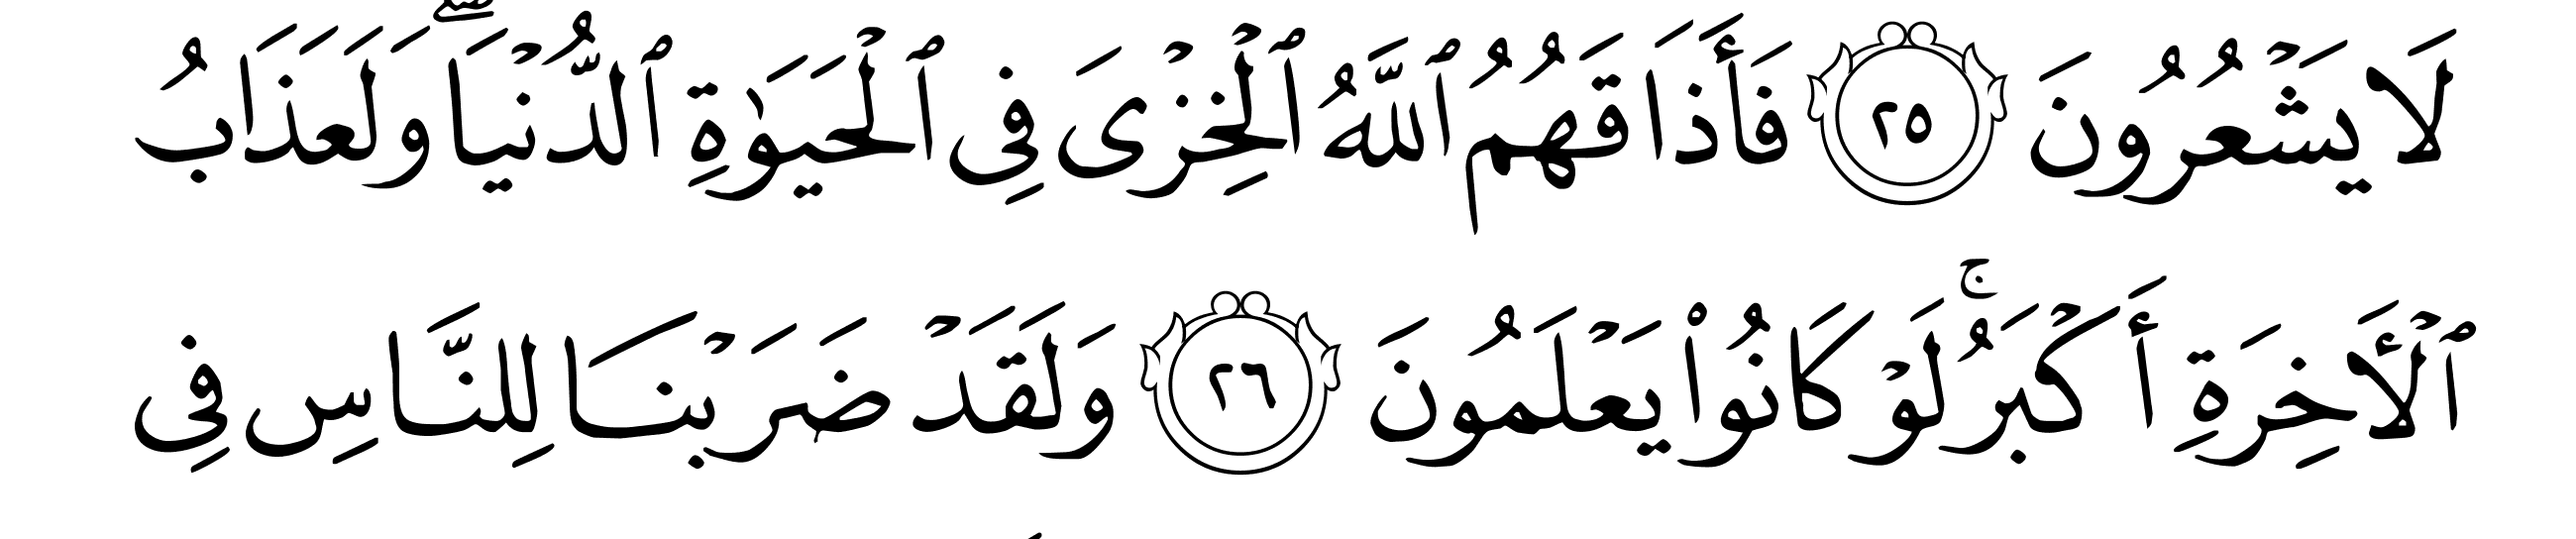 لَا يَشْعُرُونَ ٢٥ فَأَذَاقَهُمُ ٱللَّهُ ٱلْخِزْىَ فِى ٱلْحَيَوٰةِ ٱلدُّنْيَا ۖ وَلَعَذَابُ
ٱلْأَخِرَةِ أَكْبَرُ ۚ لَوْ كَانُوا۟ يَعْلَمُونَ ٢٦ وَلَقَدْ ضَرَبْنَا لِلنَّاسِ فِى